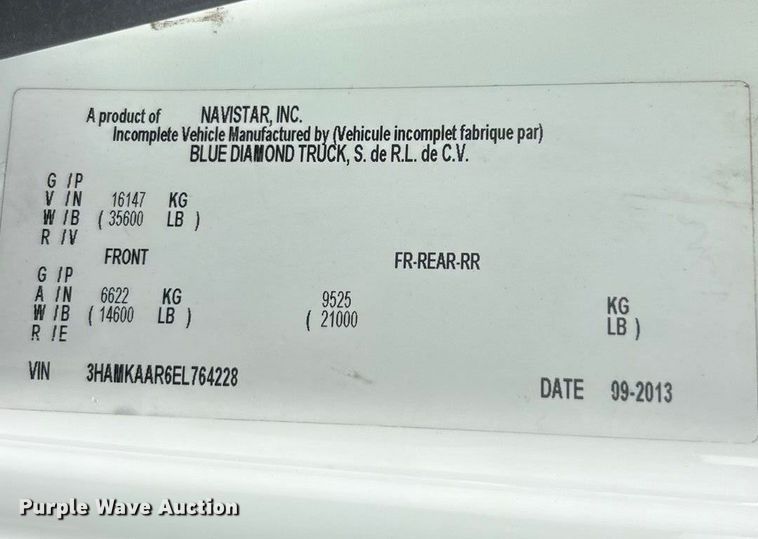 A product of NAVISTAR, INC.
Incomplete Vehicle Manufactured by (Vehicule incomplet fabrique par)
BLUE DIAMOND TRUCK, S. de R.L. de C.V.
G /P
V /N 16147 KG
W /B ( 35600 LB )
R /V
FRONT FR-REAR-RR
G /P
A /N 6622 KG 9525 KG
W /B ( 14600 LB ) ( 21000 LB )
R /E
VIN 3HAMKAAR6EL764228 DATE 09-2013
Purple Wave Auction